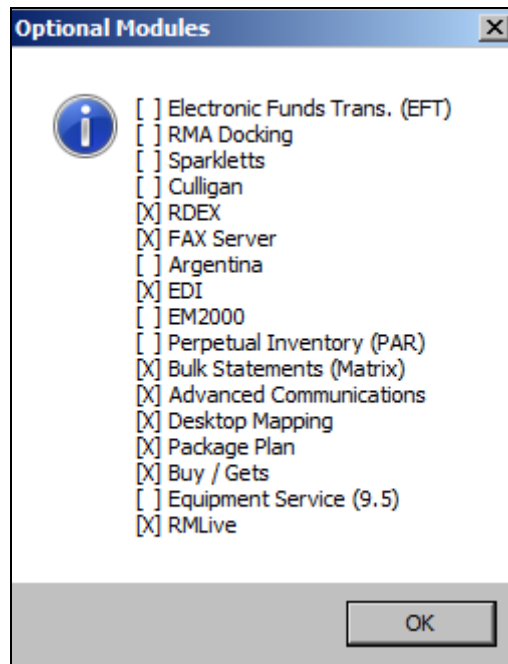 Optional Modules
[ ] Electronic Funds Trans. (EFT)
[ ] RMA Docking
[ ] Sparkletts
[ ] Culligan
[X] RDEX
[X] FAX Server
[ ] Argentina
[X] EDI
[ ] EM2000
[ ] Perpetual Inventory (PAR)
[X] Bulk Statements (Matrix)
[X] Advanced Communications
[X] Desktop Mapping
[X] Package Plan
[X] Buy / Gets
[ ] Equipment Service (9.5)
[X] RMLive
OK